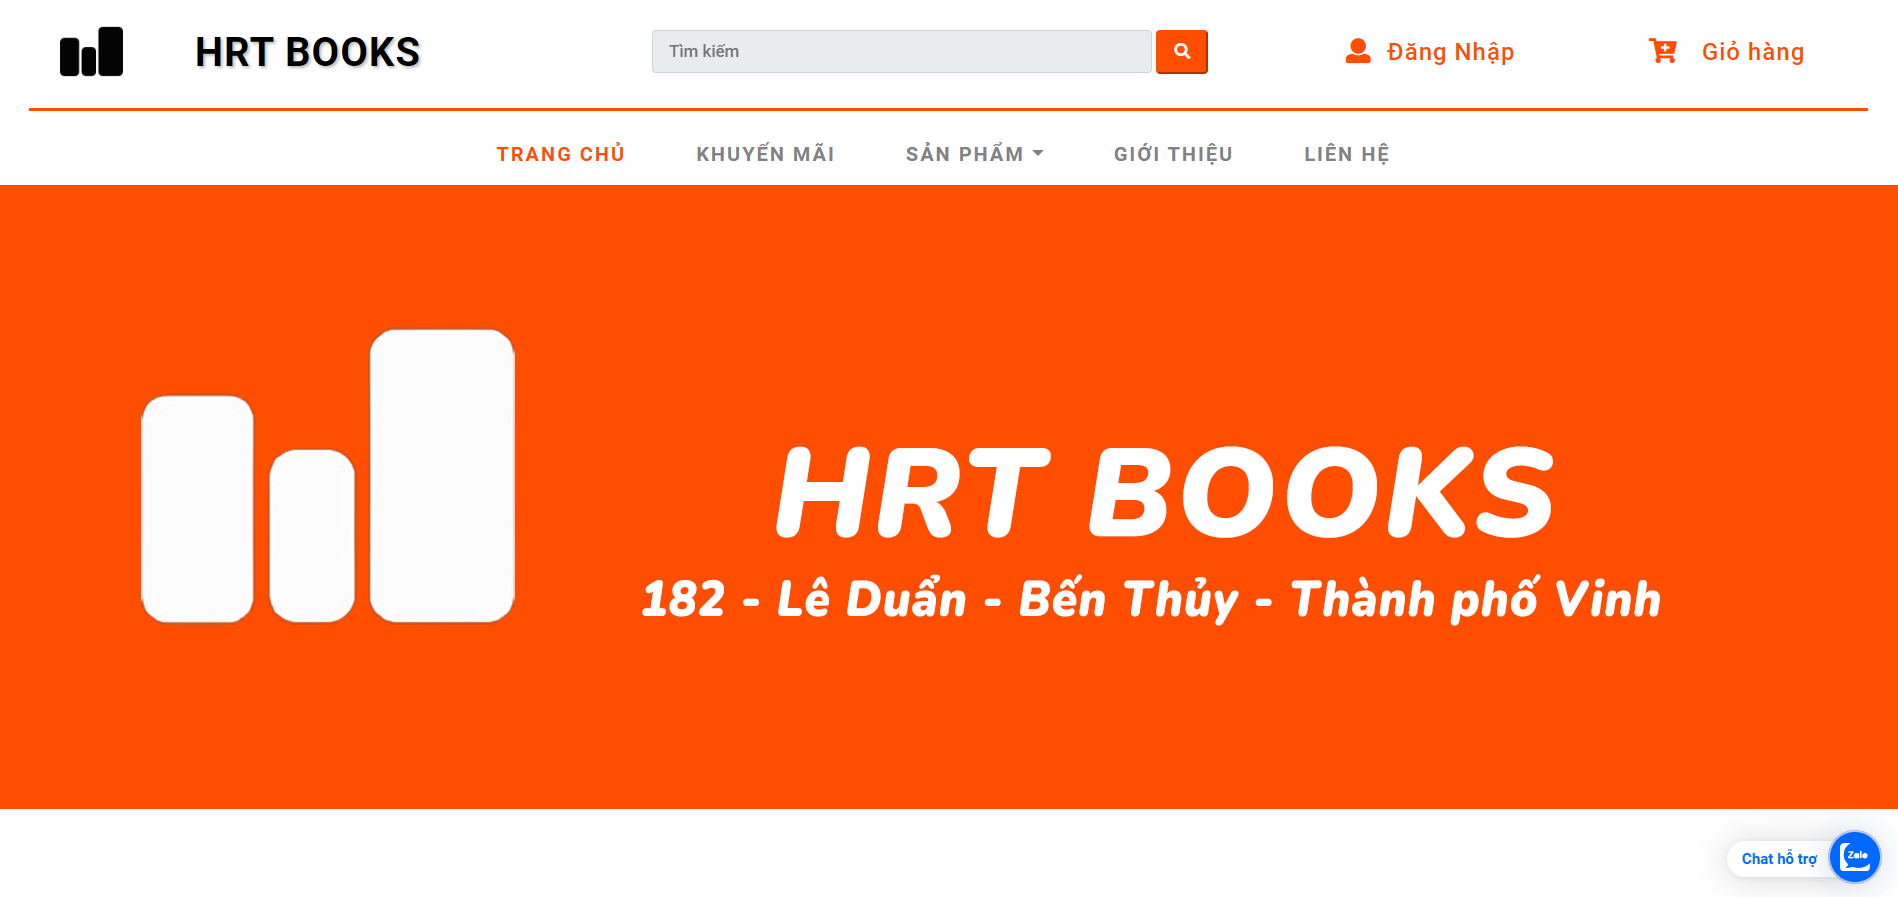 HRT BOOKS
Tìm kiếm
Đăng Nhập
Giỏ hàng
TRANG CHỦ
KHUYẾN MÃI
SẢN PHẨM
GIỚI THIỆU
LIÊN HỆ
HRT BOOKS
182 - Lê Duẩn - Bến Thủy - Thành phố Vinh
Chat hỗ trợ
Zalo